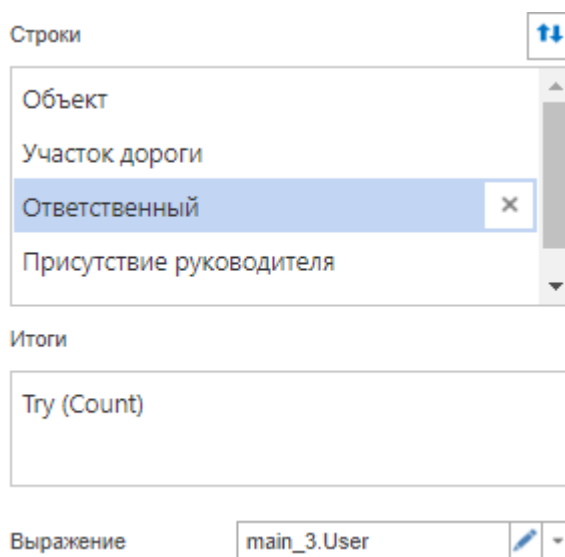 Строки
Объект
Участок дороги
Ответственный
Присутствие руководителя
Итоги
Try (Count)
Выражение main_3.User